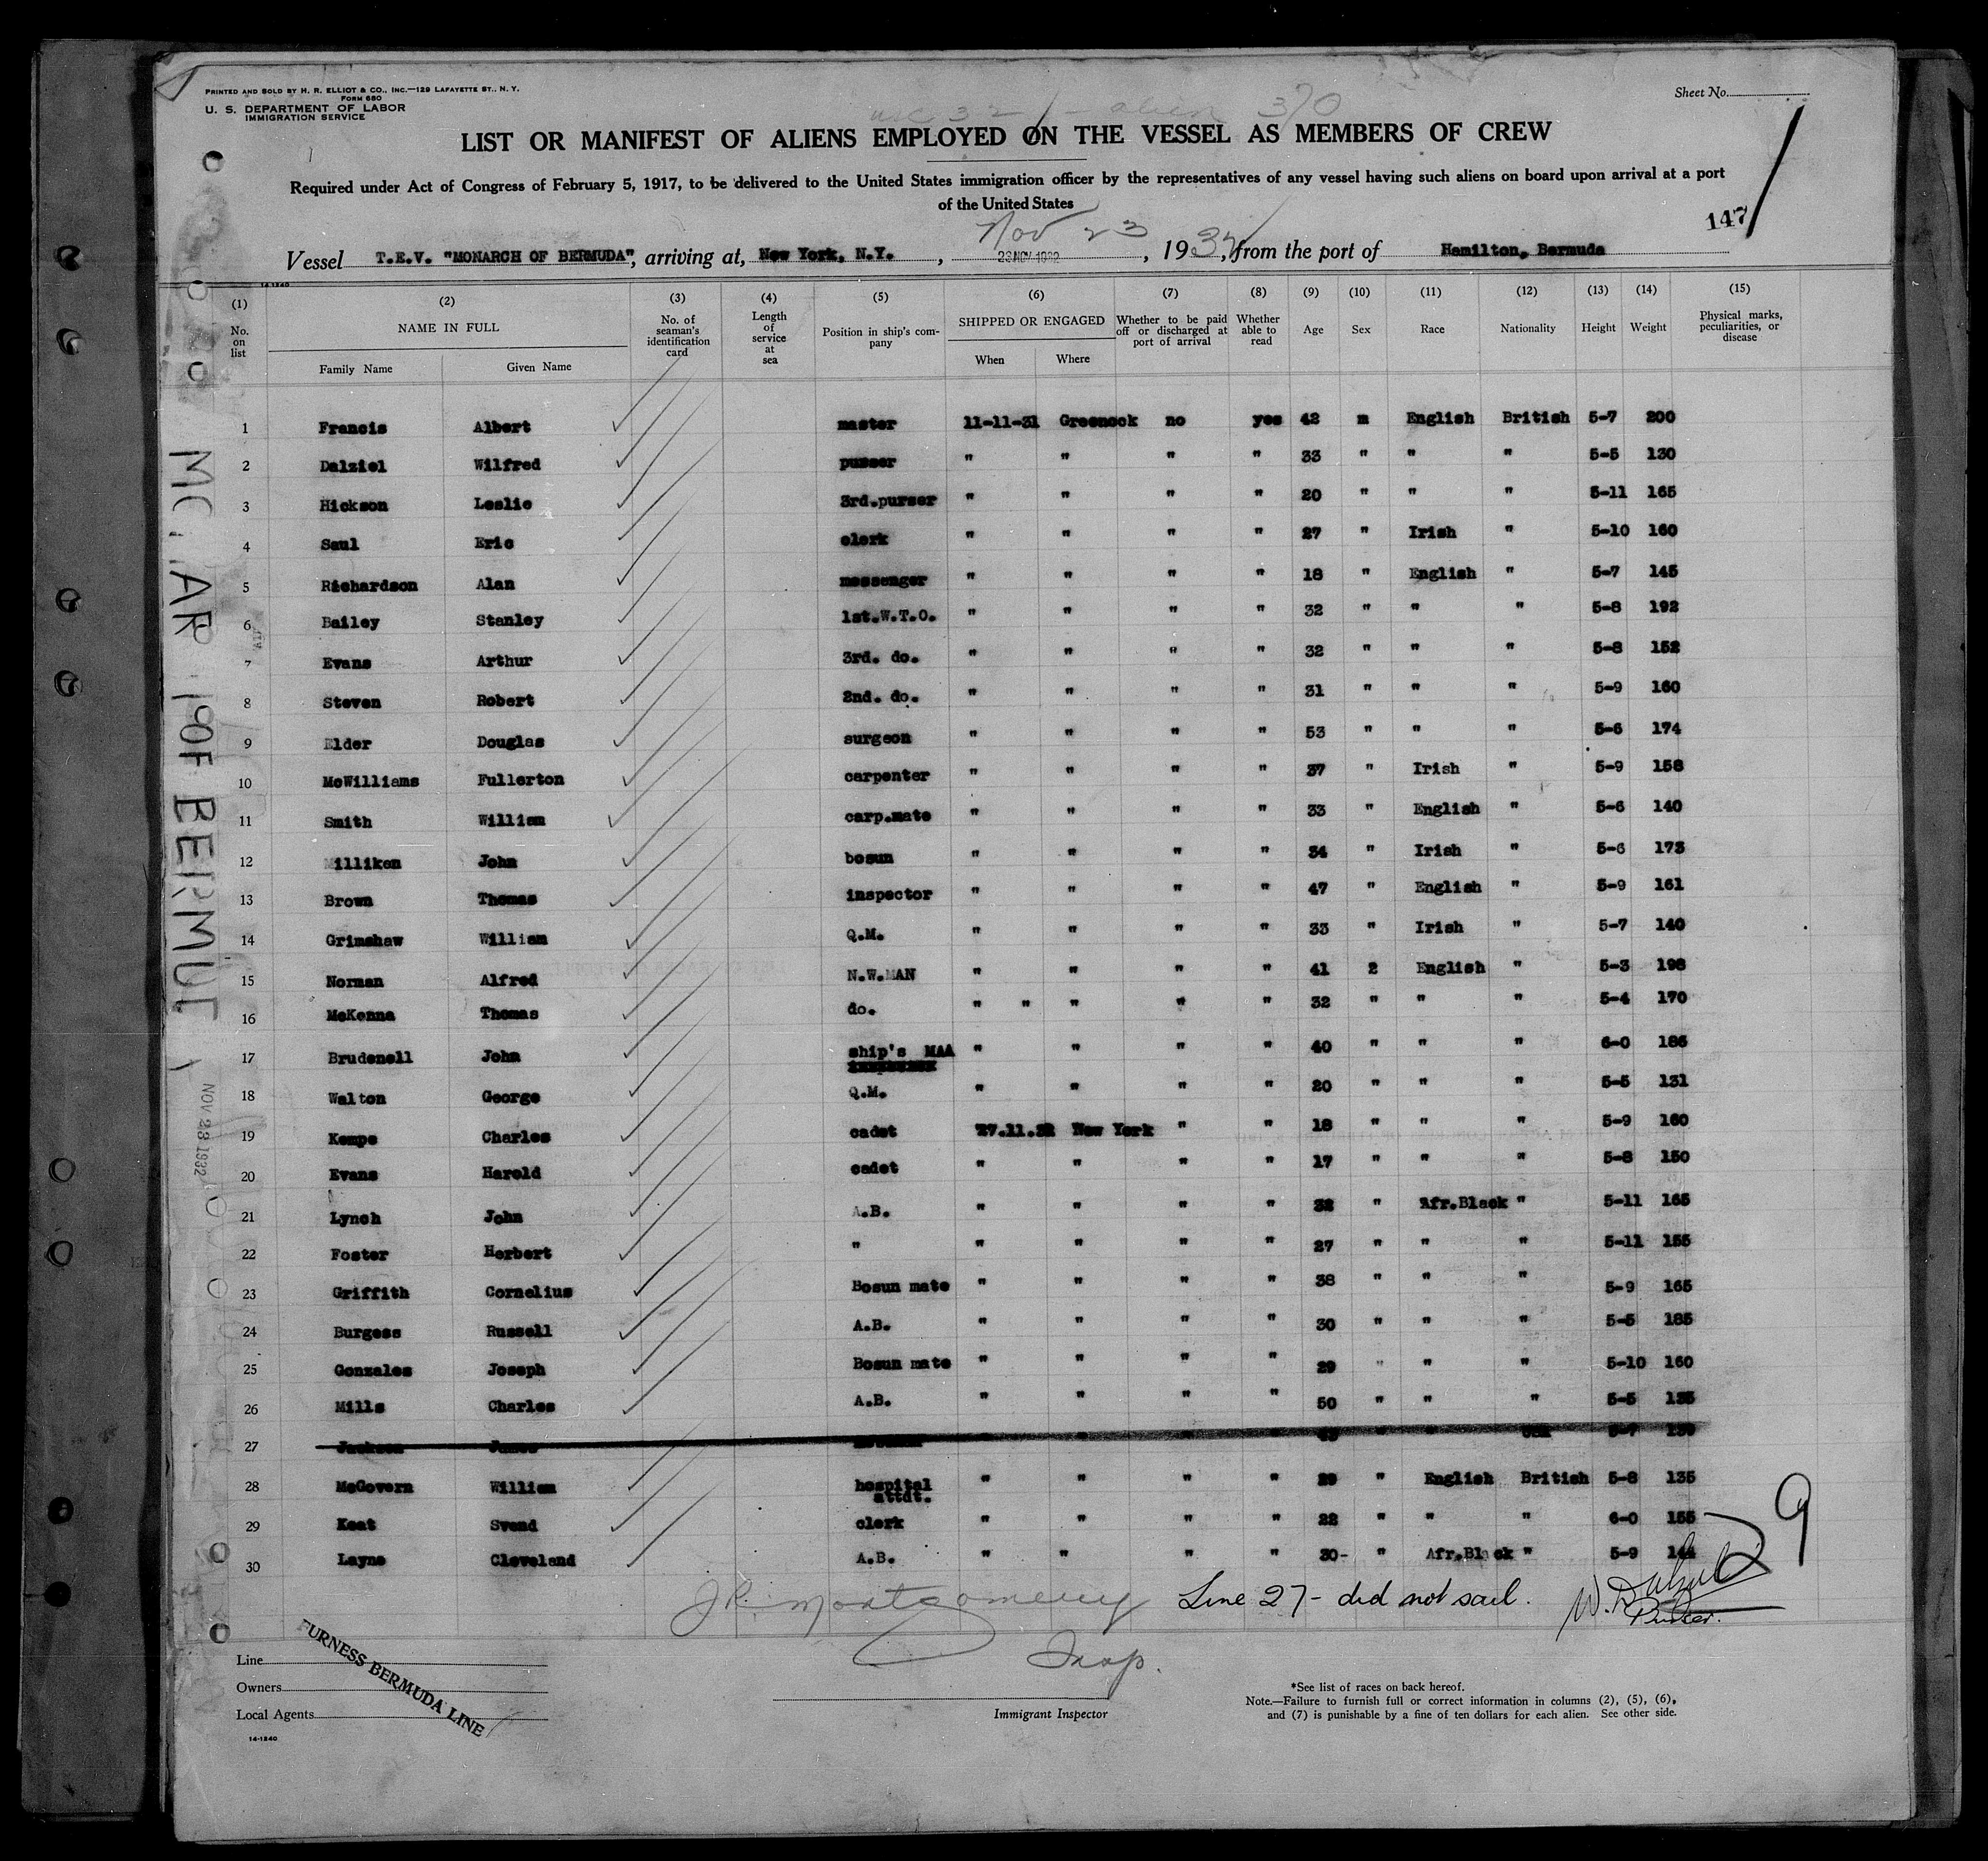 PRINTED AND SOLD BY H. R. ELLIOT & CO., INC.—129 LAFAYETTE ST., N. Y.
FORM 680
U. S. DEPARTMENT OF LABOR
IMMIGRATION SERVICE
Sheet No.
alien 370
LIST OR MANIFEST OF ALIENS EMPLOYED ON THE VESSEL AS MEMBERS OF CREW
Required under Act of Congress of February 5, 1917, to be delivered to the United States immigration officer by the representatives of any vessel having such aliens on board upon arrival at a port
of the United States
147
Nov 23
Vessel T.E.V. "MONARCH OF BERMUDA", arriving at, New York, N.Y. , 23 NOV 1932 , 1932, from the port of Hamilton, Bermuda
14-1240
(1) (2) (3) (4) (5) (6) (7) (8) (9) (10) (11) (12) (13) (14) (15)
No. on list NAME IN FULL Family Name Given Name No. of seaman's identification card Length of service at sea Position in ship's company SHIPPED OR ENGAGED When Where Whether to be paid off or discharged at port of arrival Whether able to read Age Sex Race Nationality Height Weight Physical marks, peculiarities, or disease
1 Francis Albert master 11-11-31 Greenock no yes 42 m English British 5-7 200
2 Dalziel Wilfred purser " " " " 33 " " " 5-5 130
3 Hickson Leslie 3rd.purser " " " " 20 " " " 5-11 165
4 Saul Eric clerk " " " " 27 " Irish " 5-10 160
5 Richardson Alan messenger " " " " 18 " English " 5-7 145
6 Bailey Stanley 1st.W.T.O. " " " " 32 " " " 5-8 192
7 Evans Arthur 3rd. do. " " " " 32 " " " 5-8 152
8 Steven Robert 2nd. do. " " " " 31 " " " 5-9 160
9 Elder Douglas surgeon " " " " 53 " " " 5-6 174
10 McWilliams Fullerton carpenter " " " " 37 " Irish " 5-9 158
11 Smith William carp.mate " " " " 33 " English " 5-6 140
12 Milliken John bosun " " " " 34 " Irish " 5-6 173
13 Brown Thomas inspector " " " " 47 " English " 5-9 161
14 Grimshaw William Q.M. " " " " 33 " Irish " 5-7 140
15 Norman Alfred N.W.MAN " " " " 41 2 English " 5-3 198
16 McKenna Thomas do. " " " " " 32 " " " 5-4 170
17 Brudenell John ship's MAA " " " " 40 " " " 6-0 186
18 Walton George Q.M. " " " " 20 " " " 5-5 131
19 Kempe Charles cadet 27.11.32 New York " " 18 " " " 5-9 160
20 Evans Harold cadet " " " " 17 " " " 5-8 150
21 Lynch John A.B. " " " " 32 " Afr.Black " 5-11 165
22 Foster Herbert " " " " " 27 " " " 5-11 155
23 Griffith Cornelius Bosun mate " " " " 38 " " " 5-9 165
24 Burgess Russell A.B. " " " " 30 " " " 5-5 185
25 Gonzales Joseph Bosun mate " " " " 29 " " " 5-10 160
26 Mills Charles A.B. " " " " 50 " " " 5-5 135
27 Jackson James " " " " " " 5-7
28 McGovern William hospital attdt. " " " " 29 " English British 5-8 135
29 Keat Svend clerk " " " " 22 " " " 6-0 155
30 Layne Cleveland A.B. " " " " 30- " Afr.Black " 5-9
29
J.R. Montgomery
Line 27 - did not sail.
Purser.
Insp.
Line
Owners
Local Agents
FURNESS BERMUDA LINE
14-1240
Immigrant Inspector
*See list of races on back hereof.
Note.—Failure to furnish full or correct information in columns (2), (5), (6),
and (7) is punishable by a fine of ten dollars for each alien. See other side.
NOV 23 1932